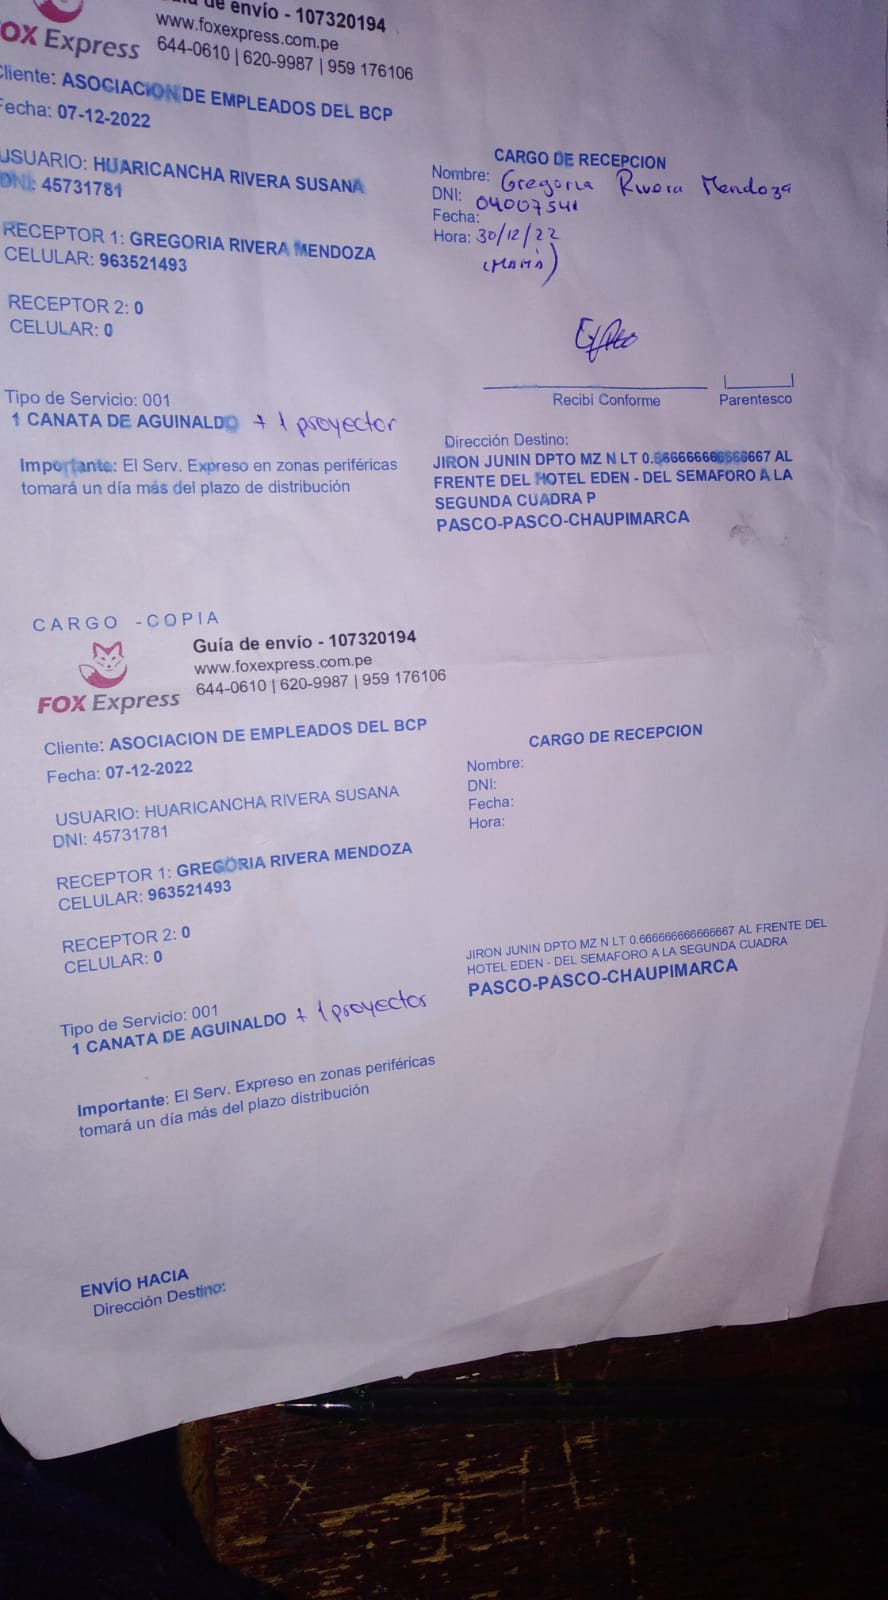 de envío - 107320194
www.foxexpress.com.pe
644-0610 | 620-9987 | 959 176106
FOX Express
Cliente: ASOCIACION DE EMPLEADOS DEL BCP
Fecha: 07-12-2022
USUARIO: HUARICANCHA RIVERA SUSANA
DNI: 45731781
RECEPTOR 1: GREGORIA RIVERA MENDOZA
CELULAR: 963521493
RECEPTOR 2: 0
CELULAR: 0
CARGO DE RECEPCION
Nombre: Gregoria Rivera Mendoza
DNI: 04007541
Fecha:
Hora: 30/12/22
(MAMÁ)
Recibí Conforme
Parentesco
Tipo de Servicio: 001
1 CANATA DE AGUINALDO + 1 proyector
Importante: El Serv. Expreso en zonas periféricas
tomará un día más del plazo de distribución
Dirección Destino:
JIRON JUNIN DPTO MZ N LT 0.666666666666667 AL
FRENTE DEL HOTEL EDEN - DEL SEMAFORO A LA
SEGUNDA CUADRA P
PASCO-PASCO-CHAUPIMARCA
CARGO - COPIA
Guía de envío - 107320194
www.foxexpress.com.pe
644-0610 | 620-9987 | 959 176106
FOX Express
Cliente: ASOCIACION DE EMPLEADOS DEL BCP
Fecha: 07-12-2022
USUARIO: HUARICANCHA RIVERA SUSANA
DNI: 45731781
RECEPTOR 1: GREGORIA RIVERA MENDOZA
CELULAR: 963521493
RECEPTOR 2: 0
CELULAR: 0
CARGO DE RECEPCION
Nombre:
DNI:
Fecha:
Hora:
JIRON JUNIN DPTO MZ N LT 0.666666666666667 AL FRENTE DEL
HOTEL EDEN - DEL SEMAFORO A LA SEGUNDA CUADRA
PASCO-PASCO-CHAUPIMARCA
Tipo de Servicio: 001
1 CANATA DE AGUINALDO + 1 proyector
Importante: El Serv. Expreso en zonas periféricas
tomará un día más del plazo distribución
ENVÍO HACIA
Dirección Destino: